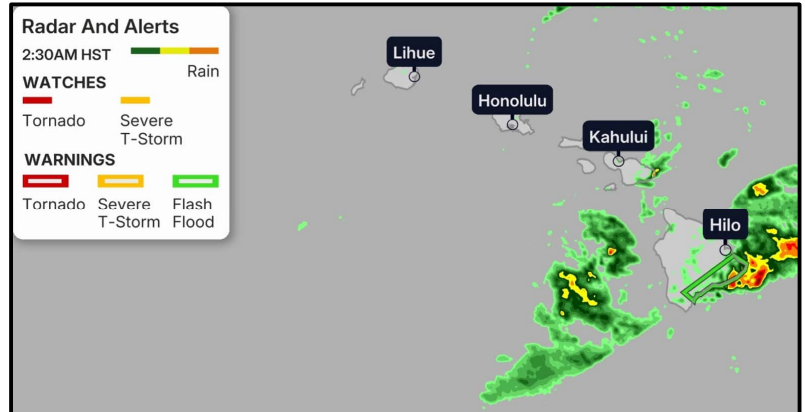 Radar And Alerts
2:30AM HST
Rain
WATCHES
Tornado Severe
T-Storm
WARNINGS
Tornado Severe Flash
T-Storm Flood
Lihue
Honolulu
Kahului
Hilo